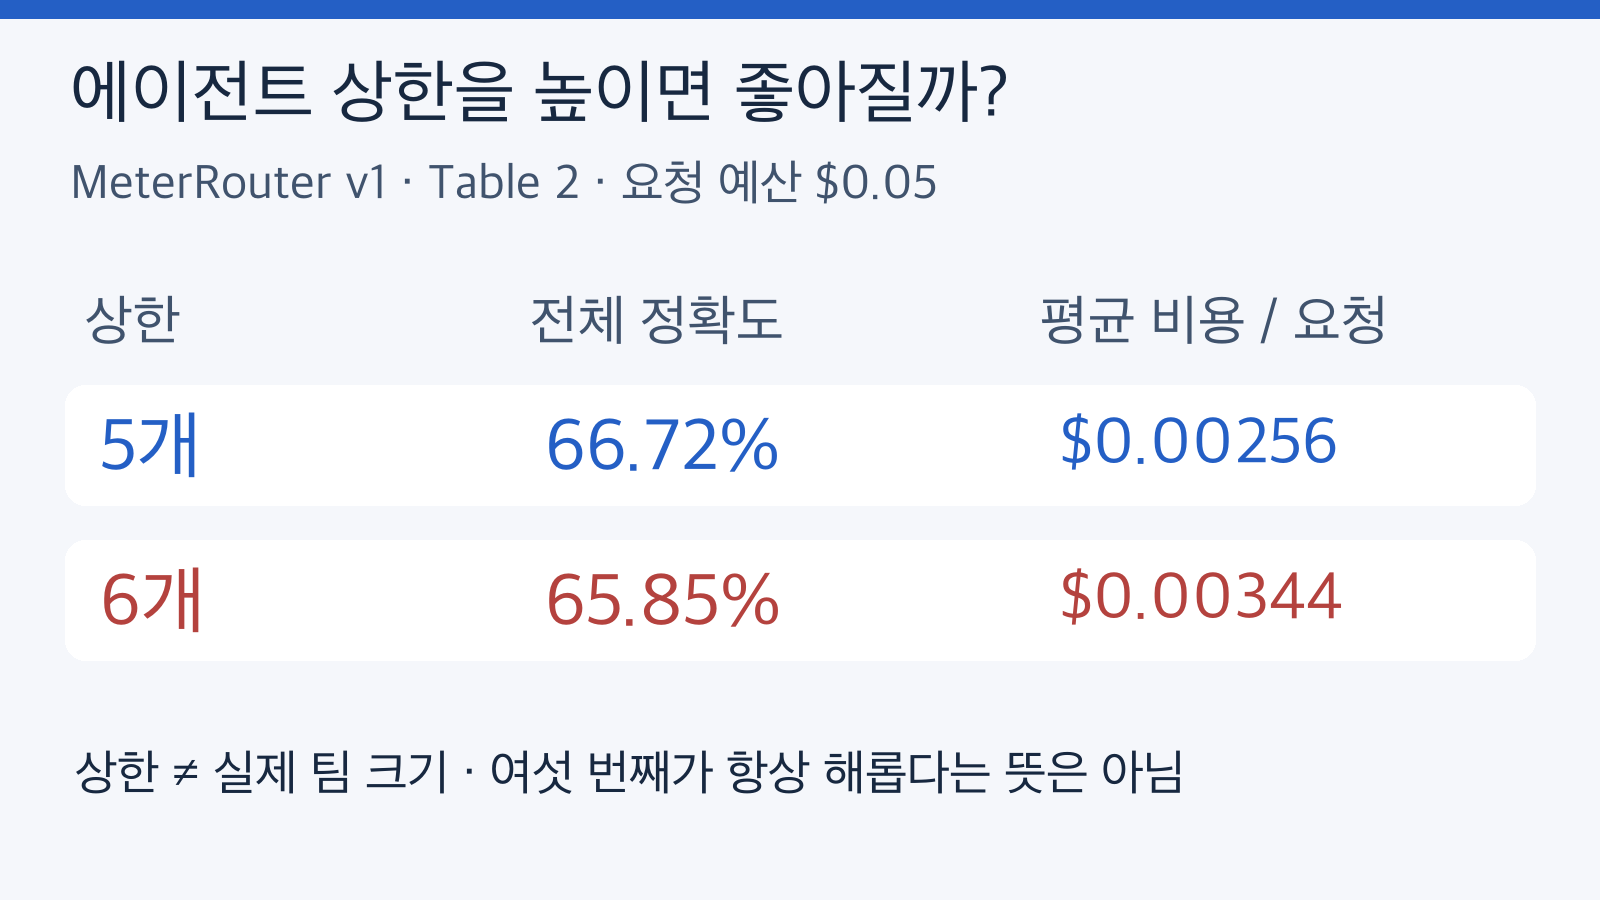 에이전트 상한을 높이면 좋아질까?
MeterRouter v1 · Table 2 · 요청 예산 $0.05
상한 전체 정확도 평균 비용 / 요청
5개 66.72% $0.00256
6개 65.85% $0.00344
상한 ≠ 실제 팀 크기 · 여섯 번째가 항상 해롭다는 뜻은 아님